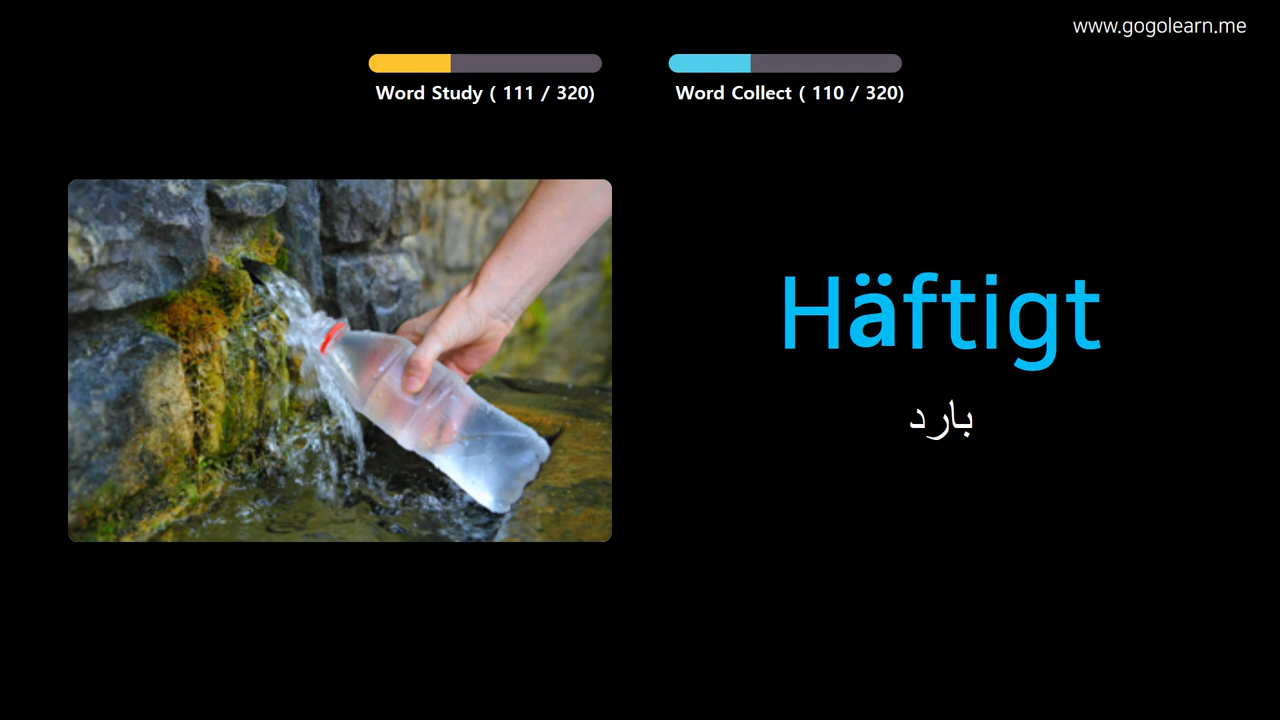 www.gogolearn.me
Word Study ( 111 / 320)
Word Collect ( 110 / 320)
Häftigt
بارد